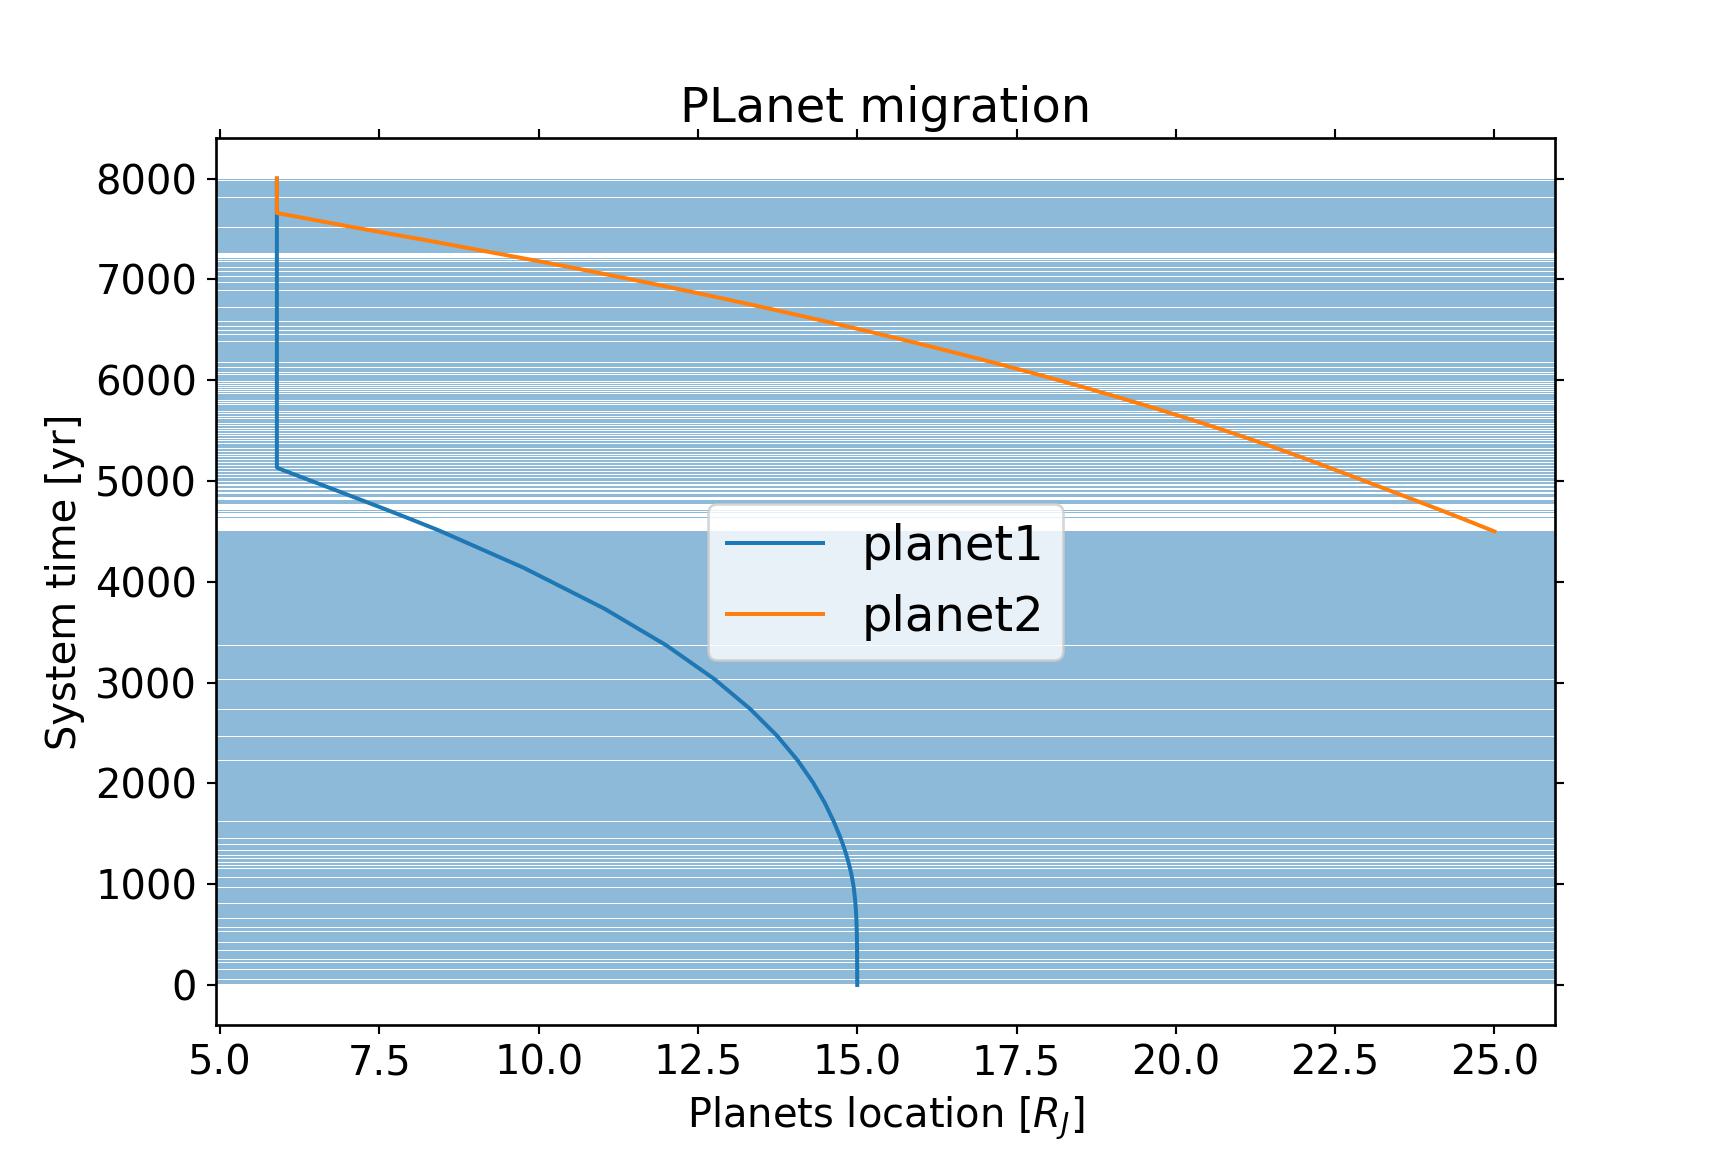 PLanet migration
8000
7000
6000
5000
4000
3000
2000
1000
0
System time [yr]
planet1
planet2
5.0 7.5 10.0 12.5 15.0 17.5 20.0 22.5 25.0
Planets location [R_J]